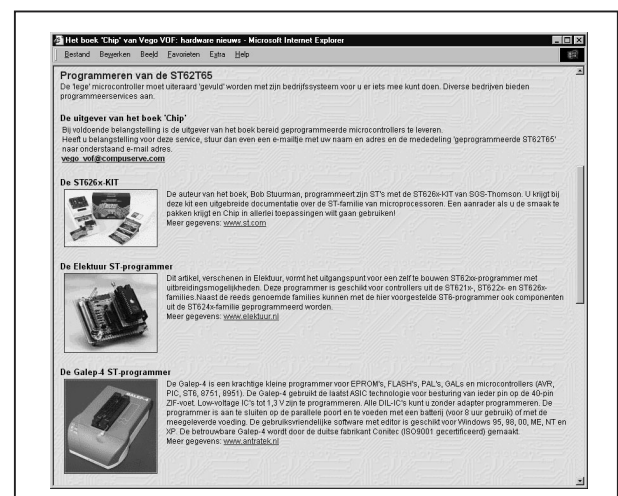 Het boek 'Chip' van Vego VOF: hardware nieuws - Microsoft Internet Explorer
Bestand Bewerken Beeld Favorieten Extra Help
Programmeren van de ST62T65
De 'lege' microcontroller moet uiteraard 'gevuld' worden met zijn bedrijfssysteem voor u er iets mee kunt doen. Diverse bedrijven bieden
programmeerservices aan.
De uitgever van het boek 'Chip'
Bij voldoende belangstelling is de uitgever van het boek bereid geprogrammeerde microcontrollers te leveren.
Heeft u belangstelling voor deze service, stuur dan even een e-mailtje met uw naam en adres en de mededeling 'geprogrammeerde ST62T65'
naar onderstaand e-mail adres.
vego_vof@compuserve.com
De ST626x-KIT
De auteur van het boek, Bob Stuurman, programmeert zijn ST's met de ST626x-KIT van SGS-Thomson. U krijgt bij
deze kit een uitgebreide documentatie over de ST-familie van microprocessoren. Een aanrader als u de smaak te
pakken krijgt en Chip in allerlei toepassingen wilt gaan gebruiken!
Meer gegevens: www.st.com
De Elektuur ST-programmer
Dit artikel, verschenen in Elektuur, vormt het uitgangspunt voor een zelf te bouwen ST62xx-programmer met
uitbreidingsmogelijkheden. Deze programmer is geschikt voor controllers uit de ST621x-, ST622x- en ST626x-
families.Naast de reeds genoemde families kunnen met de hier voorgestelde ST6-programmer ook componenten
uit de ST624x-familie geprogrammeerd worden.
Meer gegevens: www.elektuur.nl
De Galep-4 ST-programmer
De Galep-4 is een krachtige kleine programmer voor EPROM's, FLASH's, PAL's, GALs en microcontrollers (AVR,
PIC, ST6, 8751, 8951). De Galep-4 gebruikt de laatst ASIC technologie voor besturing van ieder pin op de 40-pin
ZIF-voet. Low-voltage IC's tot 1,3 V zijn te programmeren. Alle DIL-IC's kunt u zonder adapter programmeren. De
programmer is aan te sluiten op de parallelle poort en te voeden met een batterij (voor 8 uur gebruik) of met de
meegeleverde voeding. De gebruiksvriendelijke software met editor is geschikt voor Windows 95, 98, 00, ME, NT en
XP. De betrouwbare Galep-4 wordt door de duitse fabrikant Conitec (ISO9001 gecertificeerd) gemaakt.
Meer gegevens: www.antratek.nl